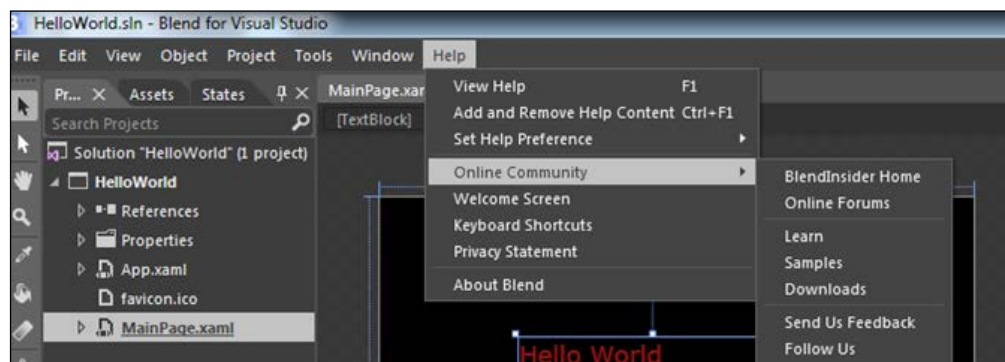 HelloWorld.sln - Blend for Visual Studio
File Edit View Object Project Tools Window Help
Pr... Assets States MainPage.xar
Search Projects
[TextBlock]
Solution "HelloWorld" (1 project)
HelloWorld
References
Properties
App.xaml
favicon.ico
MainPage.xaml
View Help F1
Add and Remove Help Content Ctrl+F1
Set Help Preference
Online Community
Welcome Screen
Keyboard Shortcuts
Privacy Statement
About Blend
BlendInsider Home
Online Forums
Learn
Samples
Downloads
Send Us Feedback
Follow Us
Hello World